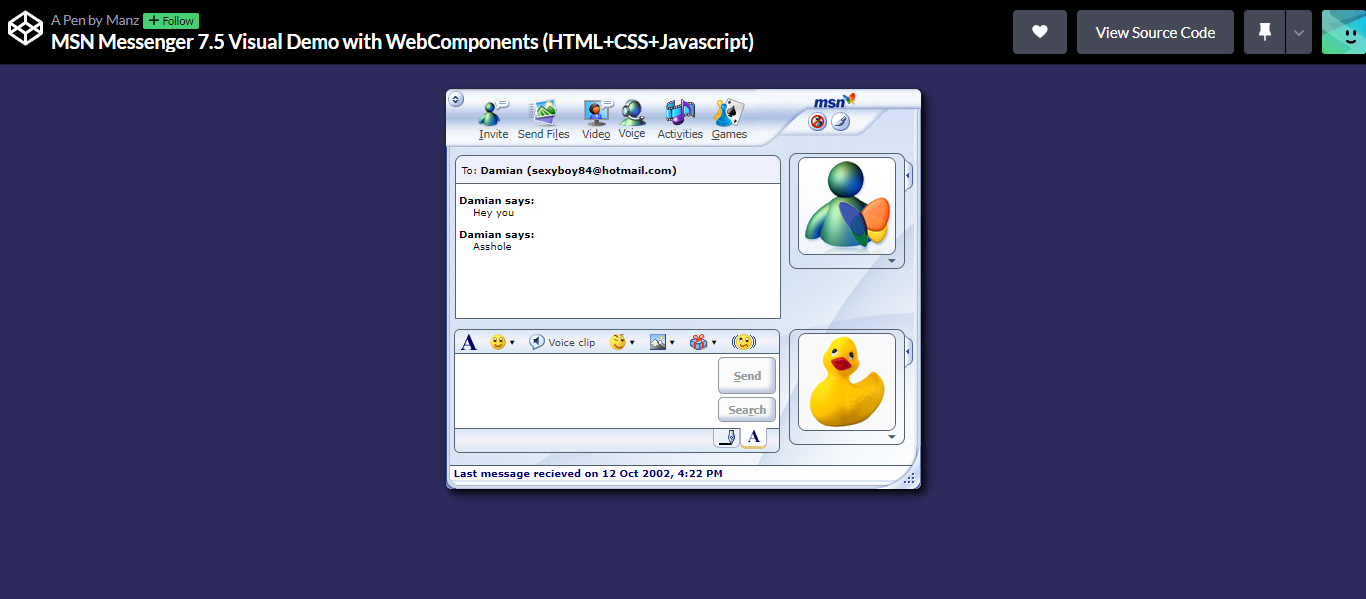 A Pen by Manz + Follow
MSN Messenger 7.5 Visual Demo with WebComponents (HTML+CSS+Javascript)
View Source Code
msn
Invite Send Files Video Voice Activities Games
To: Damian (sexyboy84@hotmail.com)
Damian says:
Hey you
Damian says:
Asshole
A Voice clip
Send
Search
A
Last message recieved on 12 Oct 2002, 4:22 PM